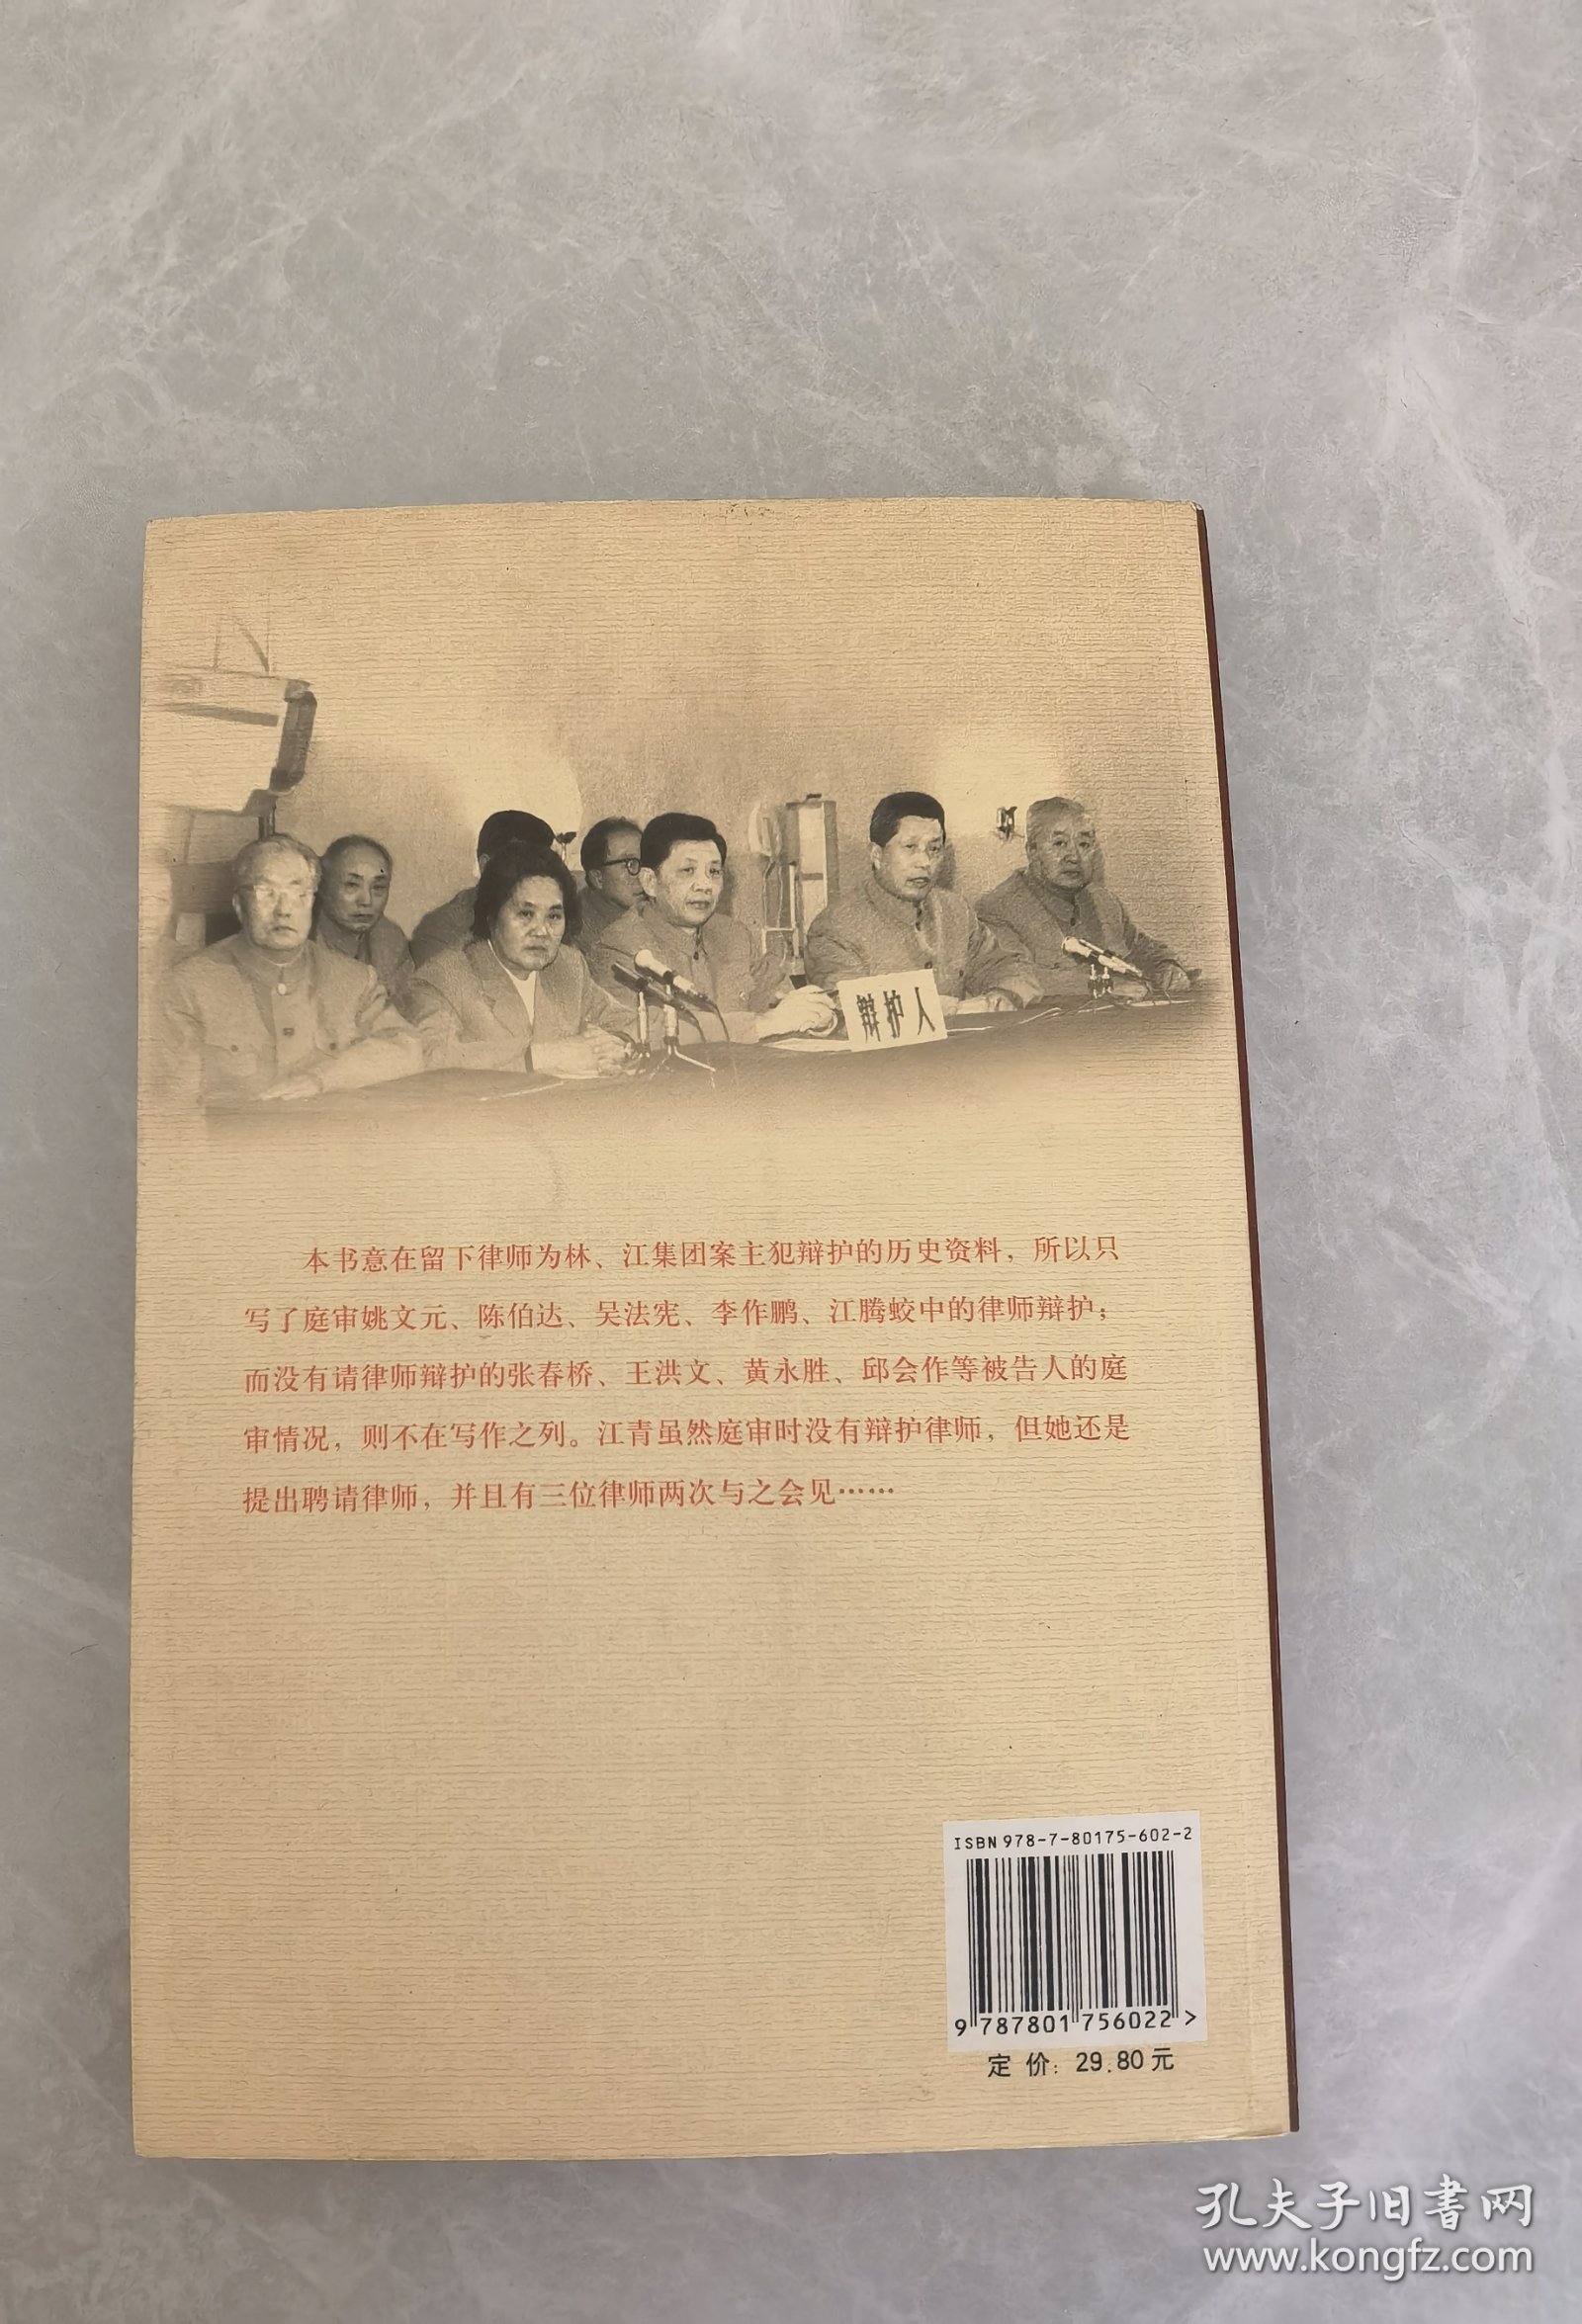 辩护人
本书意在留下律师为林、江集团案主犯辩护的历史资料，所以只
写了庭审姚文元、陈伯达、吴法宪、李作鹏、江腾蛟中的律师辩护；
而没有请律师辩护的张春桥、王洪文、黄永胜、邱会作等被告人的庭
审情况，则不在写作之列。江青虽然庭审时没有辩护律师，但她还是
提出聘请律师，并且有三位律师两次与之会见……
ISBN 978-7-80175-602-2
9 787801 756022 >
定 价：29.80元
孔夫子旧书网
www.kongfz.com